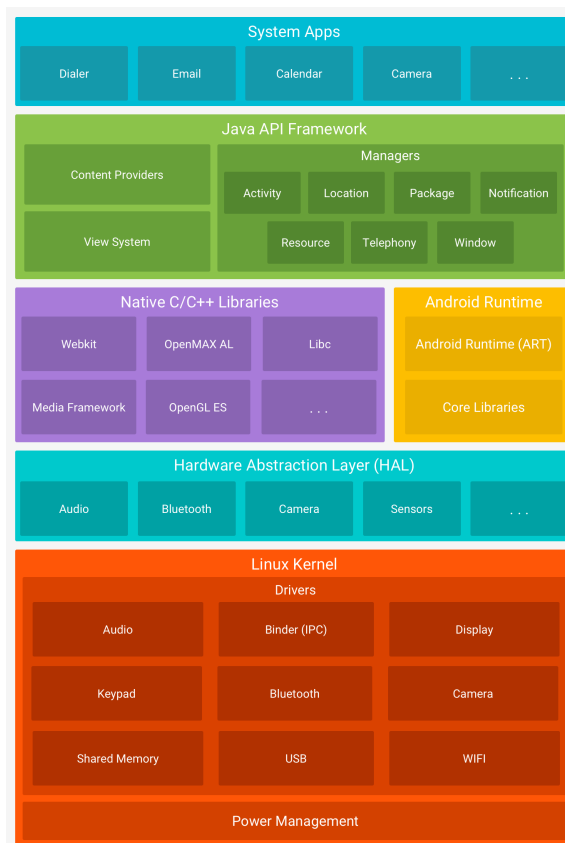 System Apps
Dialer
Email
Calendar
Camera
. . .
Java API Framework
Content Providers
View System
Managers
Activity
Location
Package
Notification
Resource
Telephony
Window
Native C/C++ Libraries
Webkit
OpenMAX AL
Libc
Media Framework
OpenGL ES
. . .
Android Runtime
Android Runtime (ART)
Core Libraries
Hardware Abstraction Layer (HAL)
Audio
Bluetooth
Camera
Sensors
. . .
Linux Kernel
Drivers
Audio
Binder (IPC)
Display
Keypad
Bluetooth
Camera
Shared Memory
USB
WIFI
Power Management